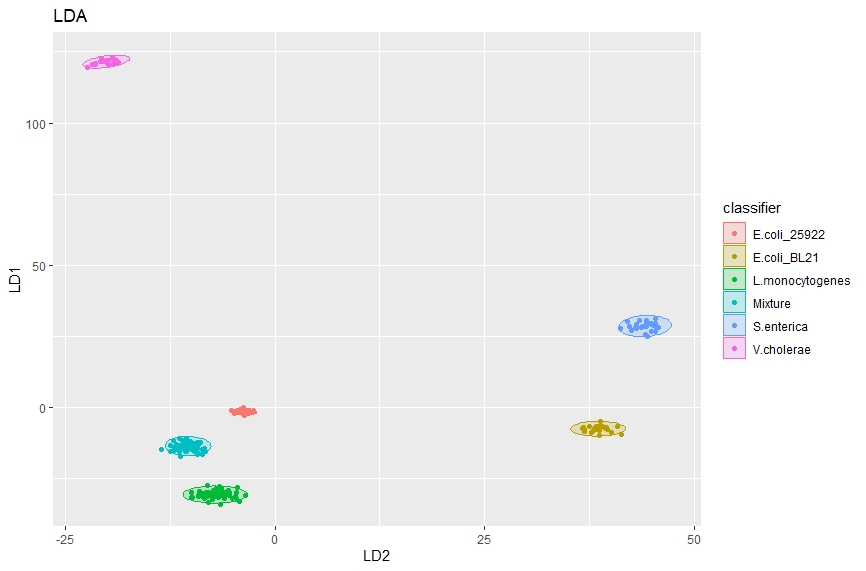 LDA
100
50
0
LD1
-25
0
25
50
LD2
classifier
E.coli_25922
E.coli_BL21
L.monocytogenes
Mixture
S.enterica
V.cholerae